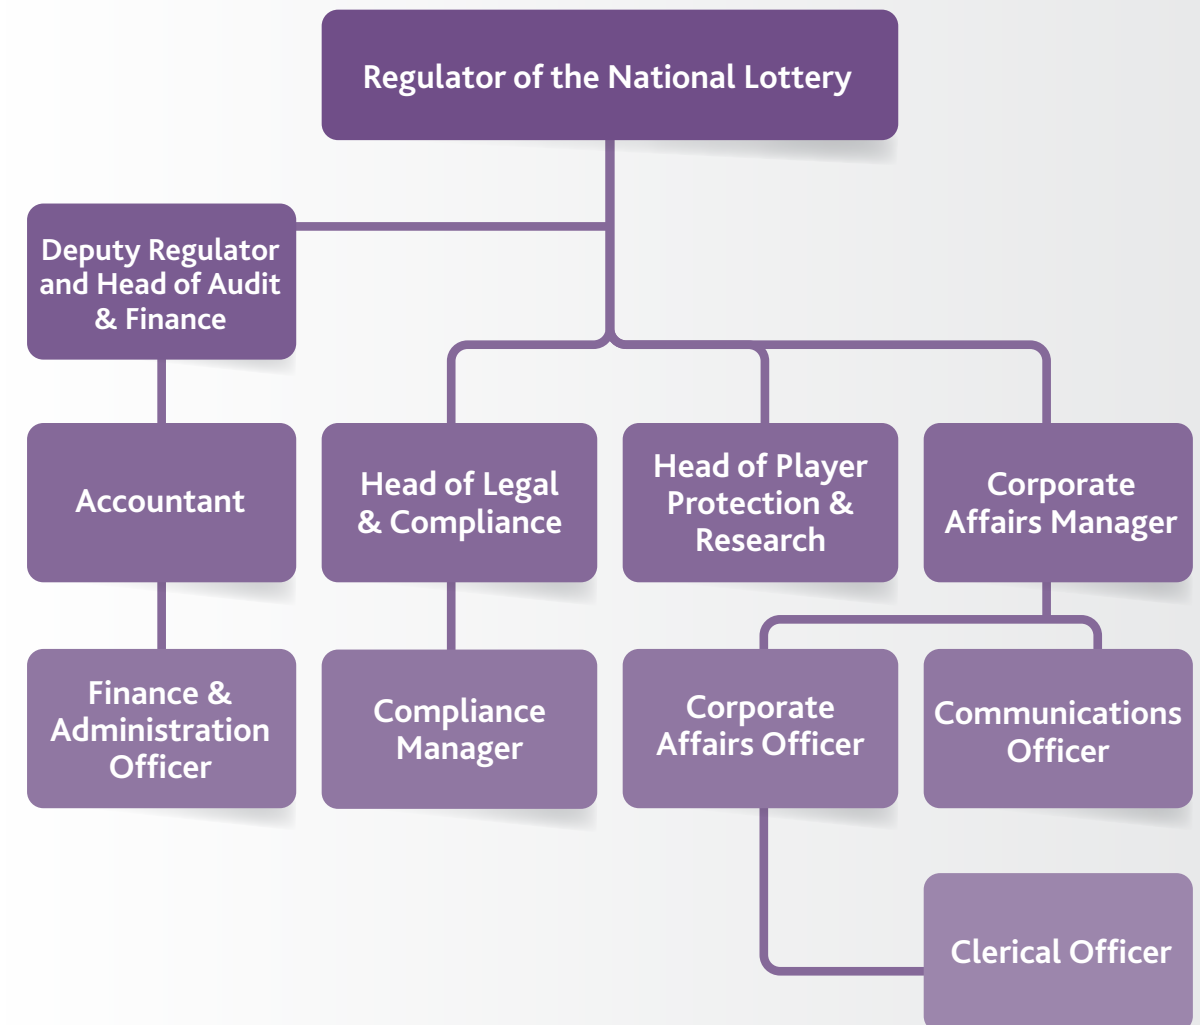 Regulator of the National Lottery
Deputy Regulator
and Head of Audit
& Finance
Accountant
Head of Legal
& Compliance
Head of Player
Protection &
Research
Corporate
Affairs Manager
Finance &
Administration
Officer
Compliance
Manager
Corporate
Affairs Officer
Communications
Officer
Clerical Officer